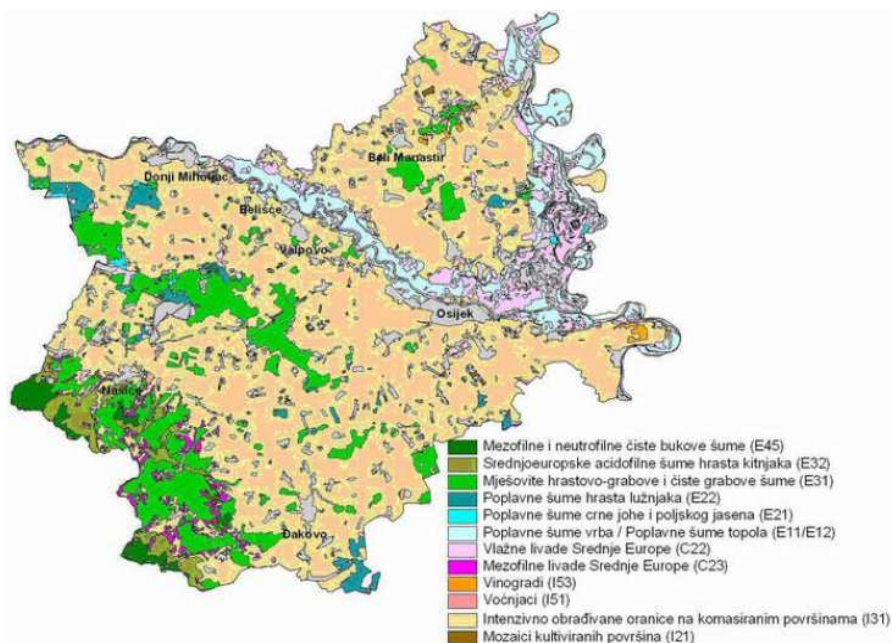 Beli Manastir
Donji Miholjac
Belišće
Valpovo
Osijek
Našice
Đakovo
Mezofilne i neutrofilne čiste bukove šume (E45)
Srednjoeuropske acidofilne šume hrasta kitnjaka (E32)
Mješovite hrastovo-grabove i čiste grabove šume (E31)
Poplavne šume hrasta lužnjaka (E22)
Poplavne šume crne johe i poljskog jasena (E21)
Poplavne šume vrba / Poplavne šume topola (E11/E12)
Vlažne livade Srednje Europe (C22)
Mezofilne livade Srednje Europe (C23)
Vinogradi (I53)
Voćnjaci (I51)
Intenzivno obrađivane oranice na komasiranim površinama (I31)
Mozaici kultiviranih površina (I21)